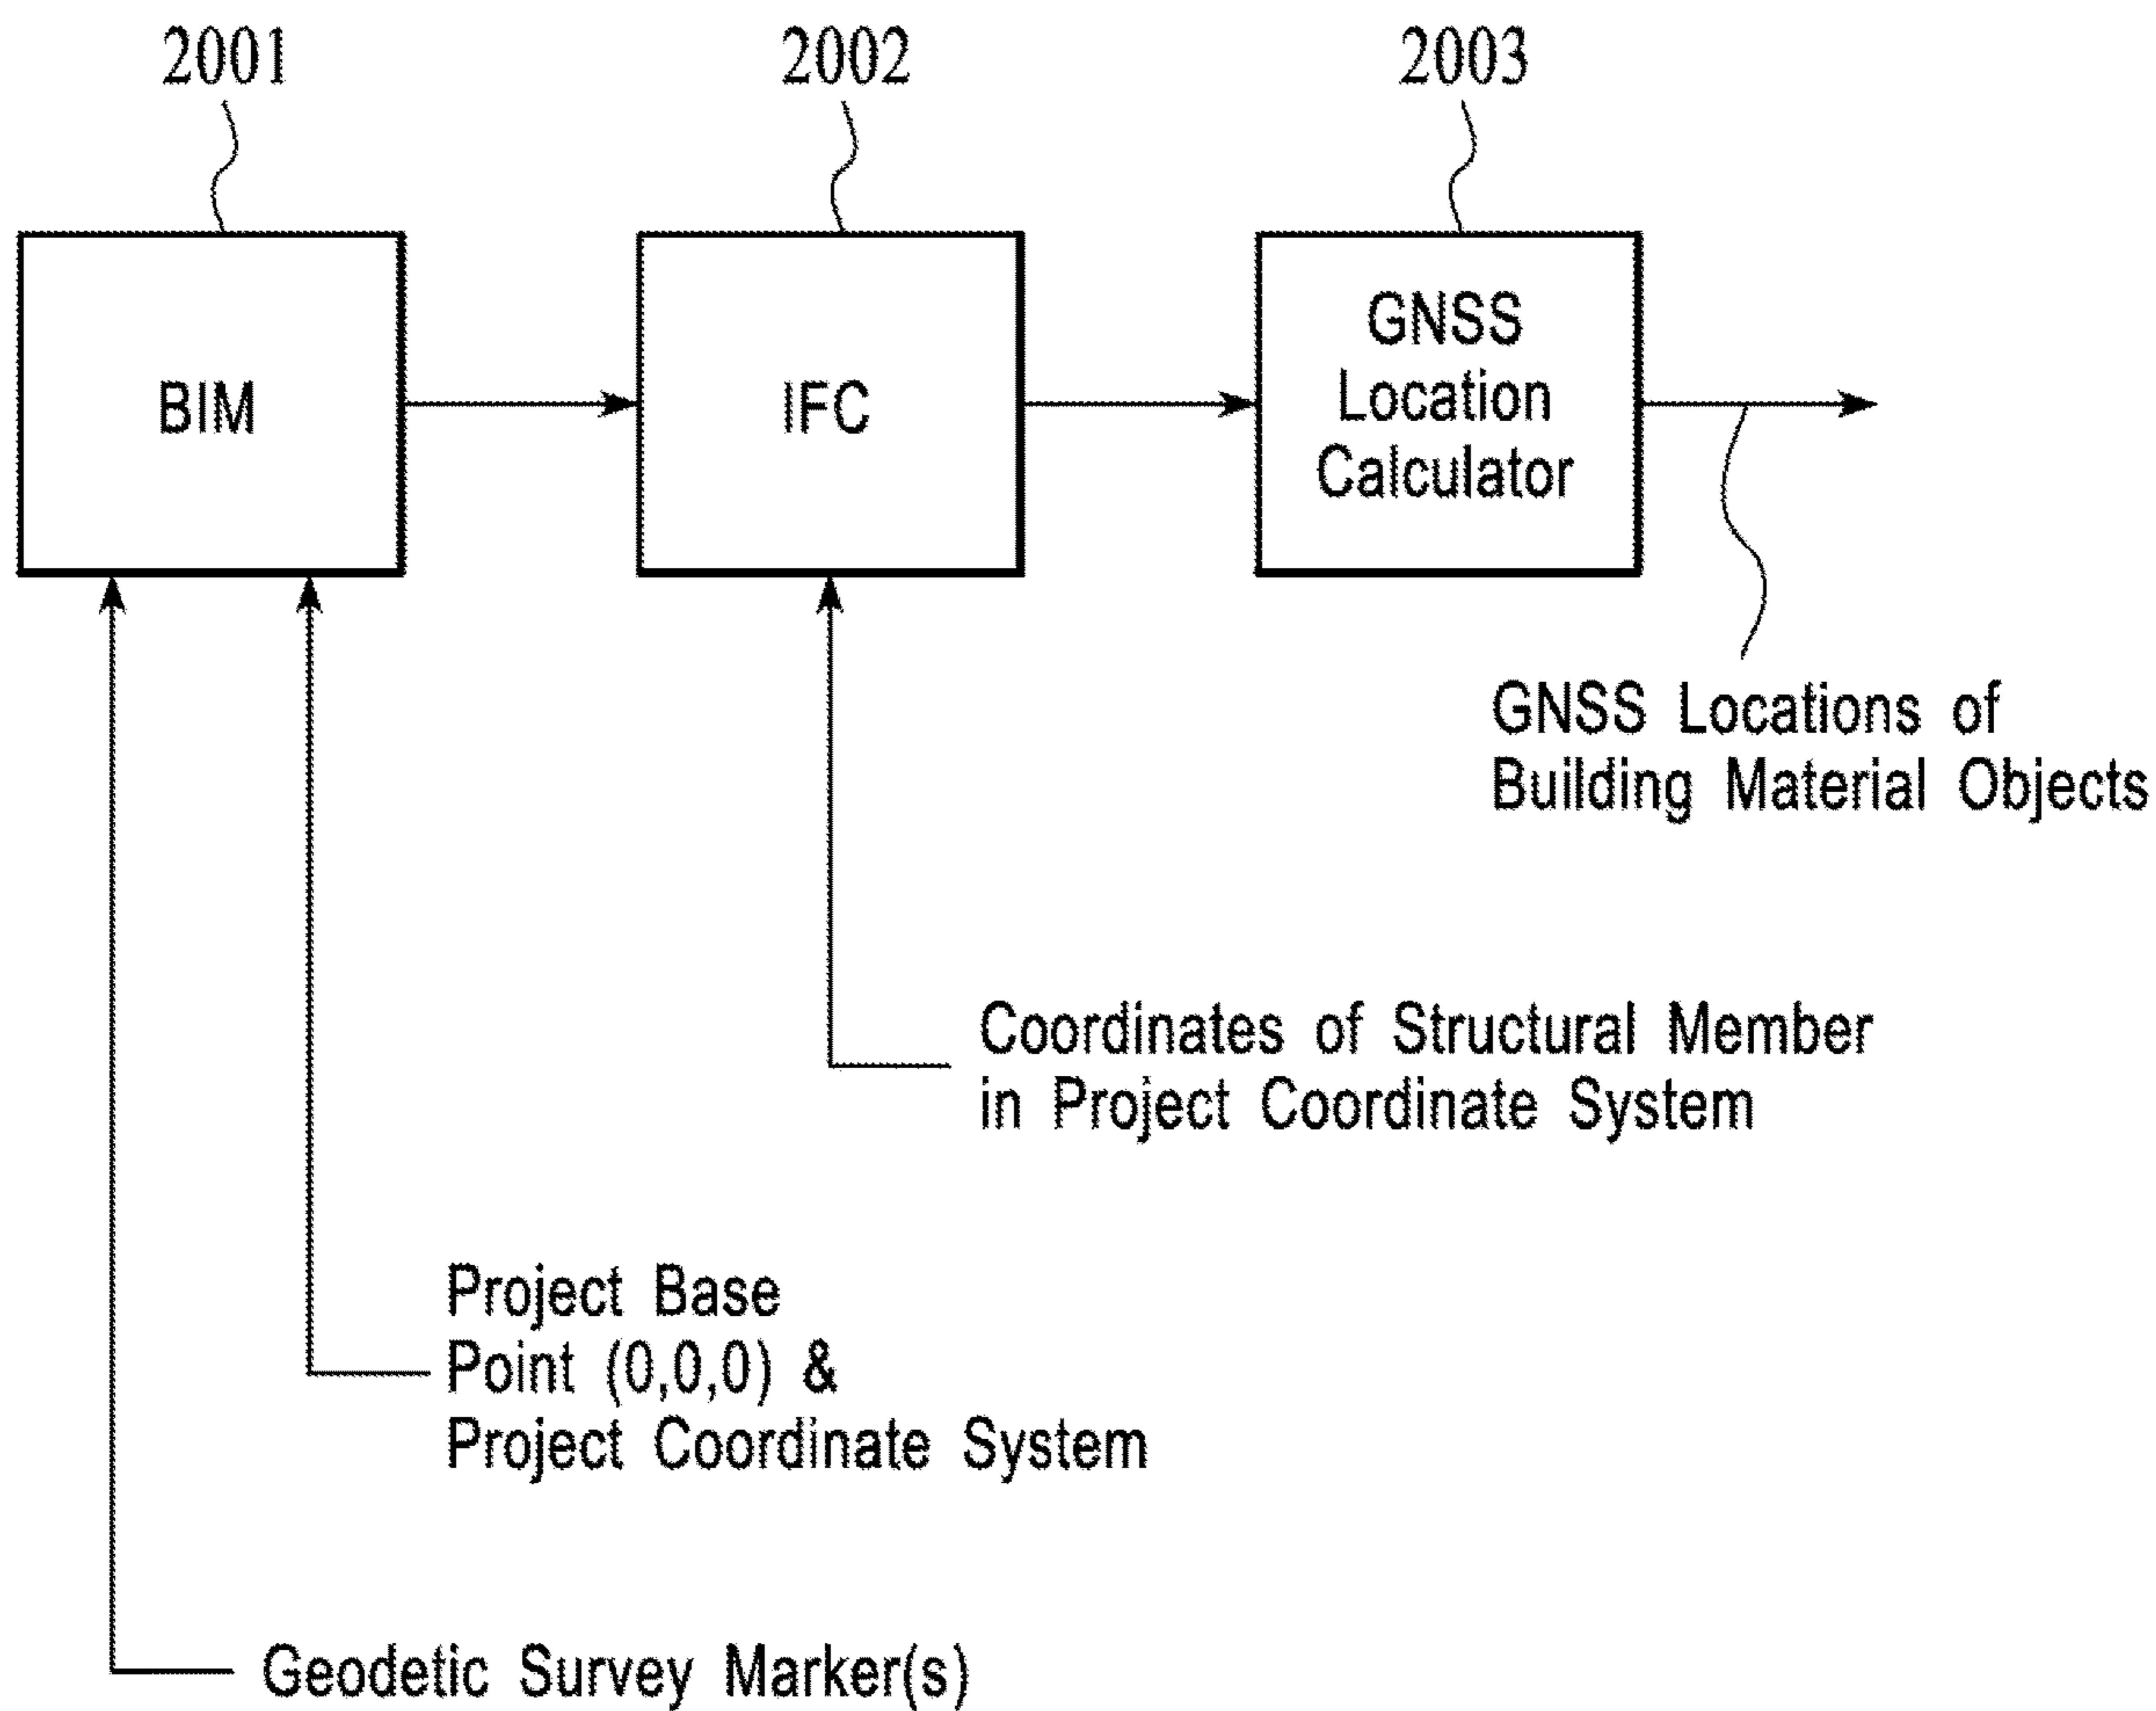 2001
2002
2003
BIM
IFC
GNSS
Location
Calculator
GNSS Locations of
Building Material Objects
Coordinates of Structural Member
in Project Coordinate System
Project Base
Point (0,0,0) &
Project Coordinate System
Geodetic Survey Marker(s)